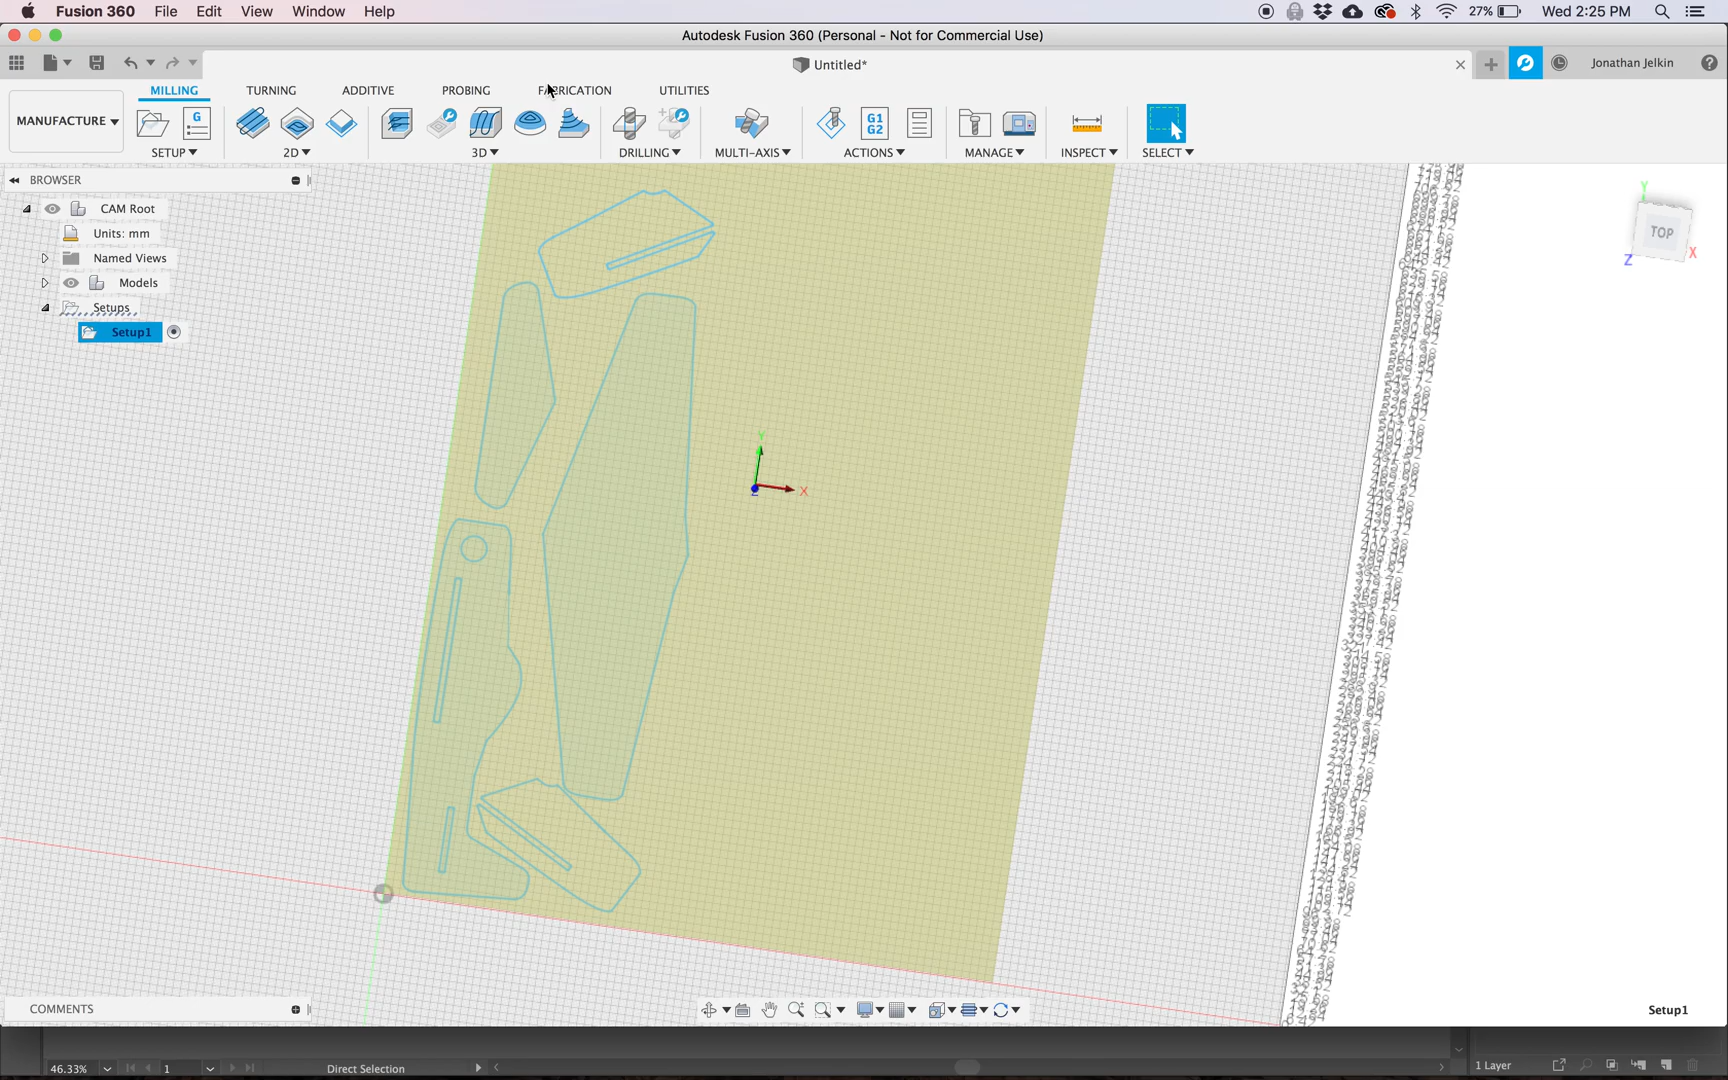 Fusion 360 File Edit View Window Help 27% Wed 2:25 PM
Autodesk Fusion 360 (Personal - Not for Commercial Use)
Untitled* Jonathan Jelkin
MILLING TURNING ADDITIVE PROBING FABRICATION UTILITIES
MANUFACTURE G G1 G2
SETUP 2D 3D DRILLING MULTI-AXIS ACTIONS MANAGE INSPECT SELECT
BROWSER
CAM Root
Units: mm
Named Views
Models
Setups
Setup1
Y
TOP
X
Z
Y
X
Z
COMMENTS
Setup1
46.33% 1 Direct Selection 1 Layer